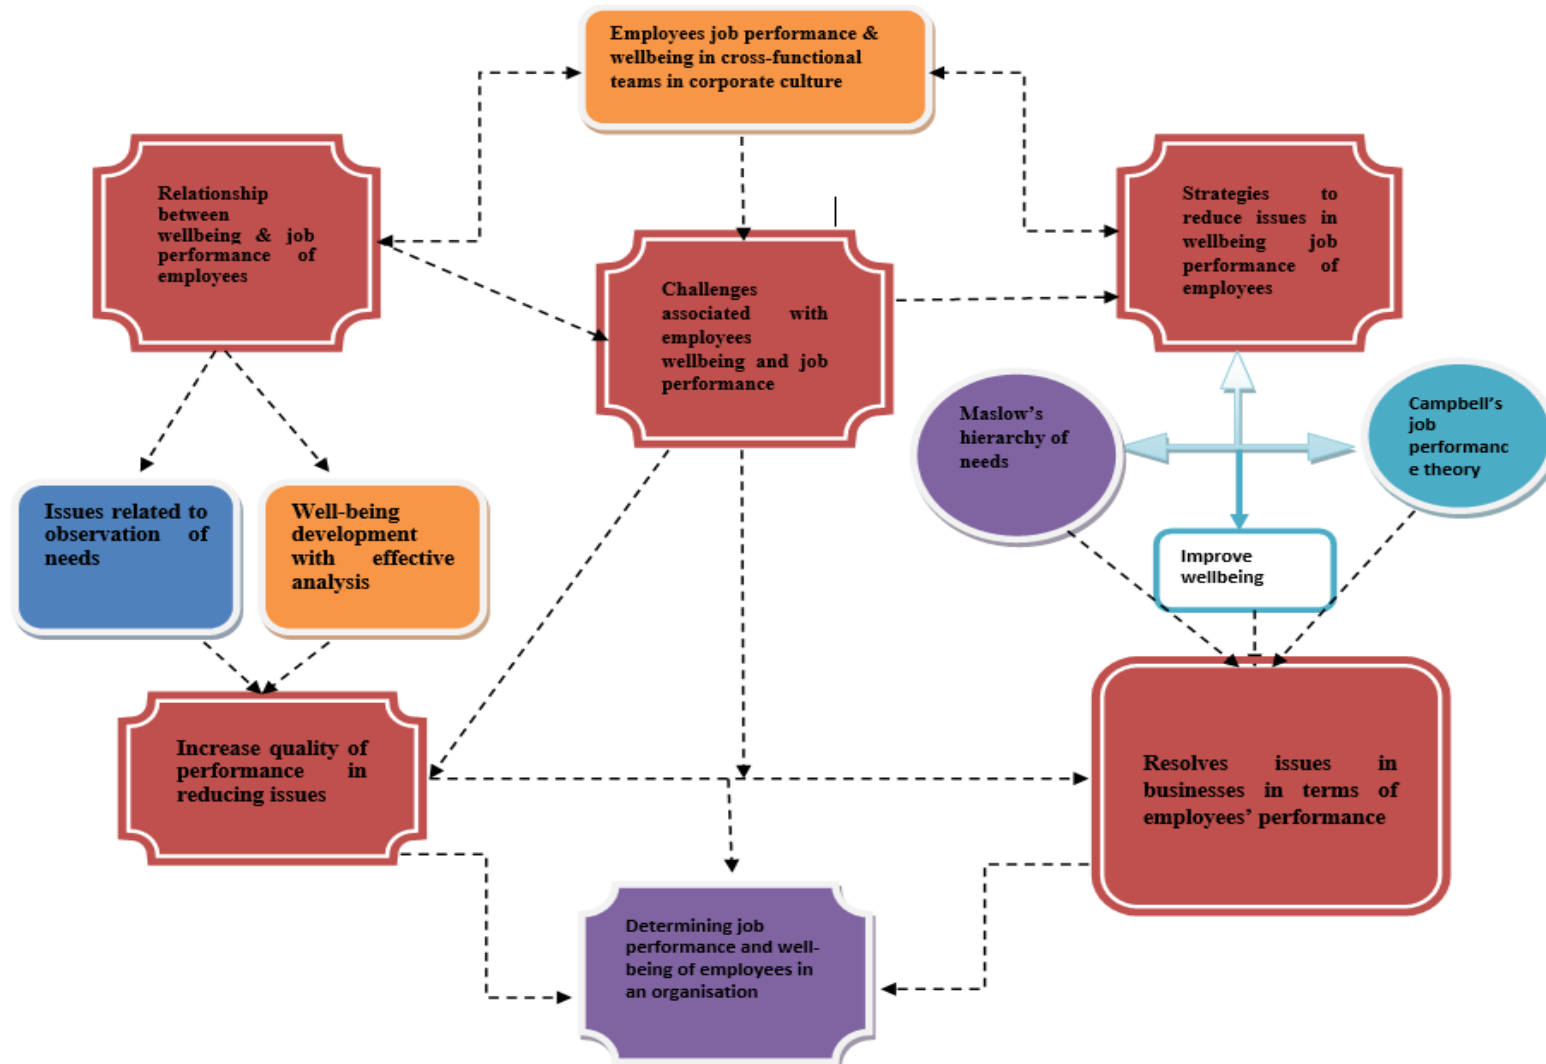 Employees job performance &
wellbeing in cross-functional
teams in corporate culture
Relationship
between
wellbeing & job
performance of
employees
Strategies to
reduce issues in
wellbeing job
performance of
employees
Challenges
associated with
employees
wellbeing and job
performance
Maslow's
hierarchy of
needs
Campbell's
job
performanc
e theory
Issues related to
observation of
needs
Well-being
development
with effective
analysis
Improve
wellbeing
Increase quality of
performance in
reducing issues
Resolves issues in
businesses in terms of
employees' performance
Determining job
performance and well-
being of employees in
an organisation